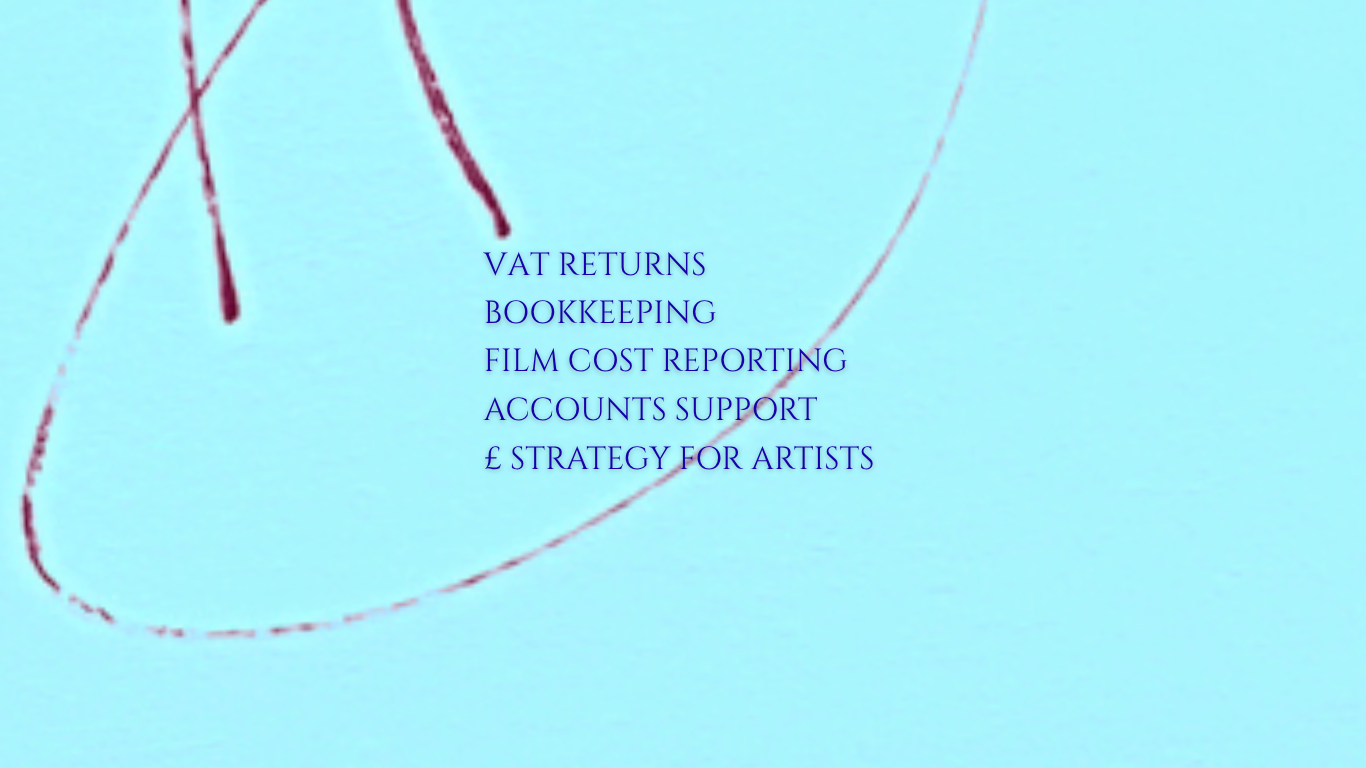 VAT RETURNS
BOOKKEEPING
FILM COST REPORTING
ACCOUNTS SUPPORT
£ STRATEGY FOR ARTISTS